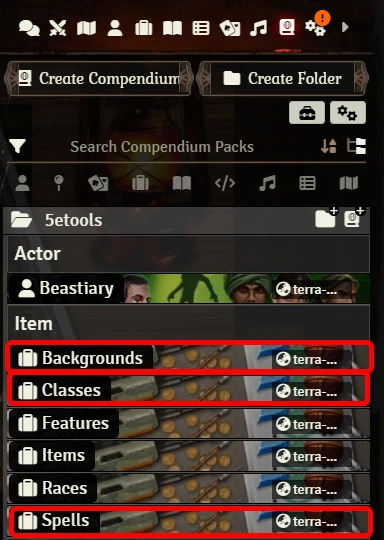 !
Create Compendium
Create Folder
Search Compendium Packs
5etools
Actor
Beastiary terra-...
Item
Backgrounds terra-...
Classes terra-...
Features terra-...
Items terra-...
Races terra-...
Spells terra-...